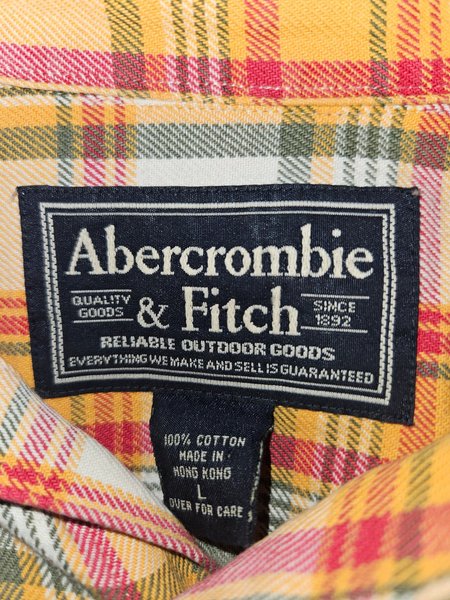 Abercrombie
QUALITY GOODS & Fitch SINCE 1892
RELIABLE OUTDOOR GOODS
EVERYTHING WE MAKE AND SELL IS GUARANTEED
100% COTTON
MADE IN
HONG KONG
L
OVER FOR CARE